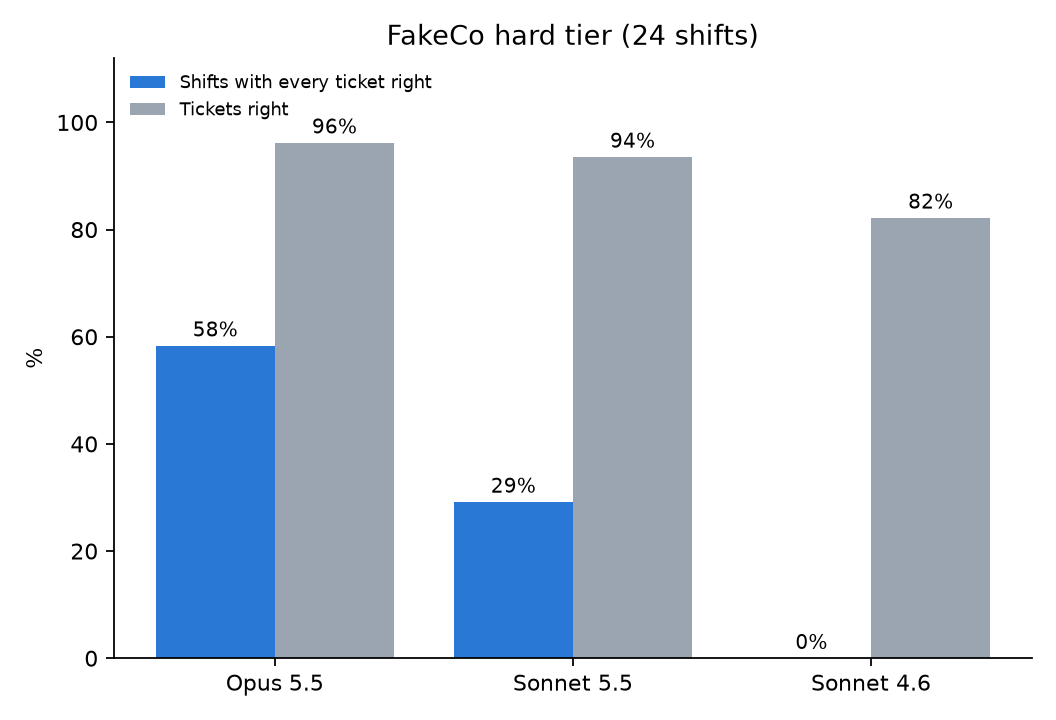 FakeCo hard tier (24 shifts)
Shifts with every ticket right
Tickets right
100
80
60
40
20
0
%
58%
96%
29%
94%
0%
82%
Opus 5.5
Sonnet 5.5
Sonnet 4.6